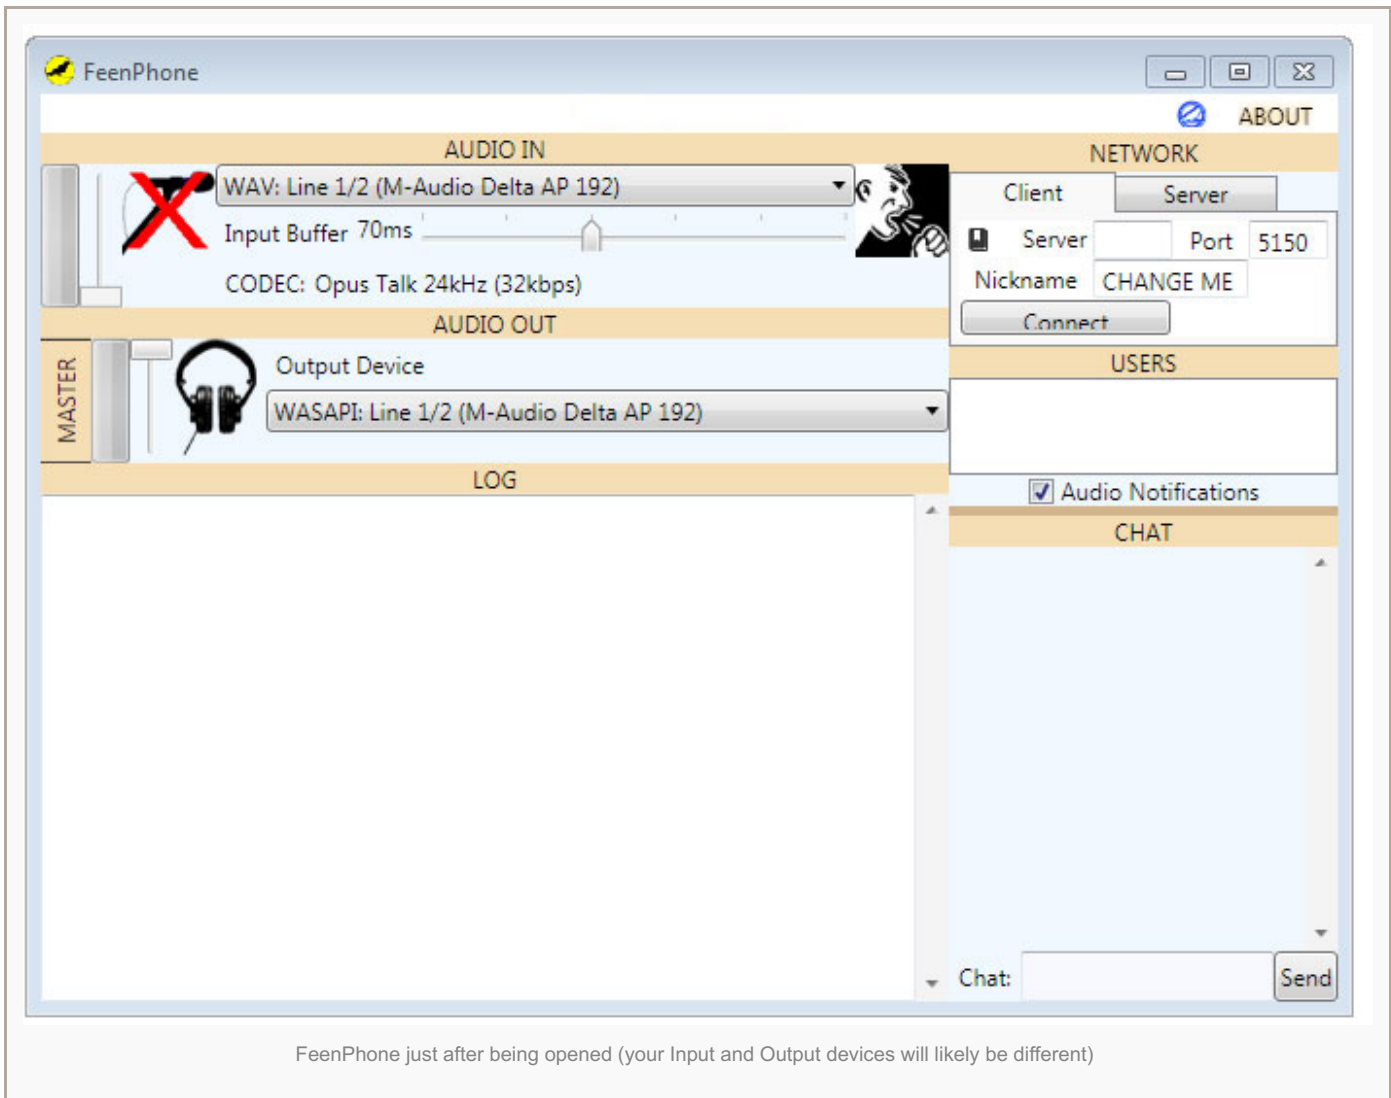 FeenPhone
ABOUT
AUDIO IN
WAV: Line 1/2 (M-Audio Delta AP 192)
Input Buffer 70ms
CODEC: Opus Talk 24kHz (32kbps)
AUDIO OUT
MASTER
Output Device
WASAPI: Line 1/2 (M-Audio Delta AP 192)
LOG
NETWORK
Client Server
Server Port 5150
Nickname CHANGE ME
Connect
USERS
Audio Notifications
CHAT
Chat: Send
FeenPhone just after being opened (your Input and Output devices will likely be different)